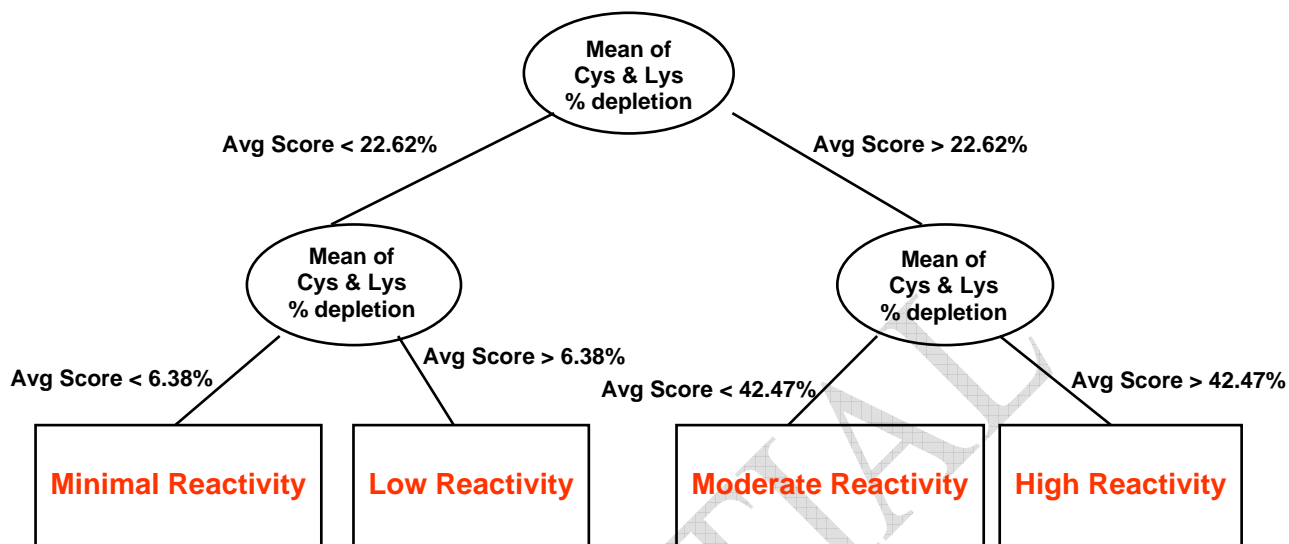 Mean of
Cys & Lys
% depletion
Avg Score < 22.62%
Avg Score > 22.62%
Mean of
Cys & Lys
% depletion
Mean of
Cys & Lys
% depletion
Avg Score < 6.38%
Avg Score > 6.38%
Avg Score < 42.47%
Avg Score > 42.47%
Minimal Reactivity
Low Reactivity
Moderate Reactivity
High Reactivity
TIAL